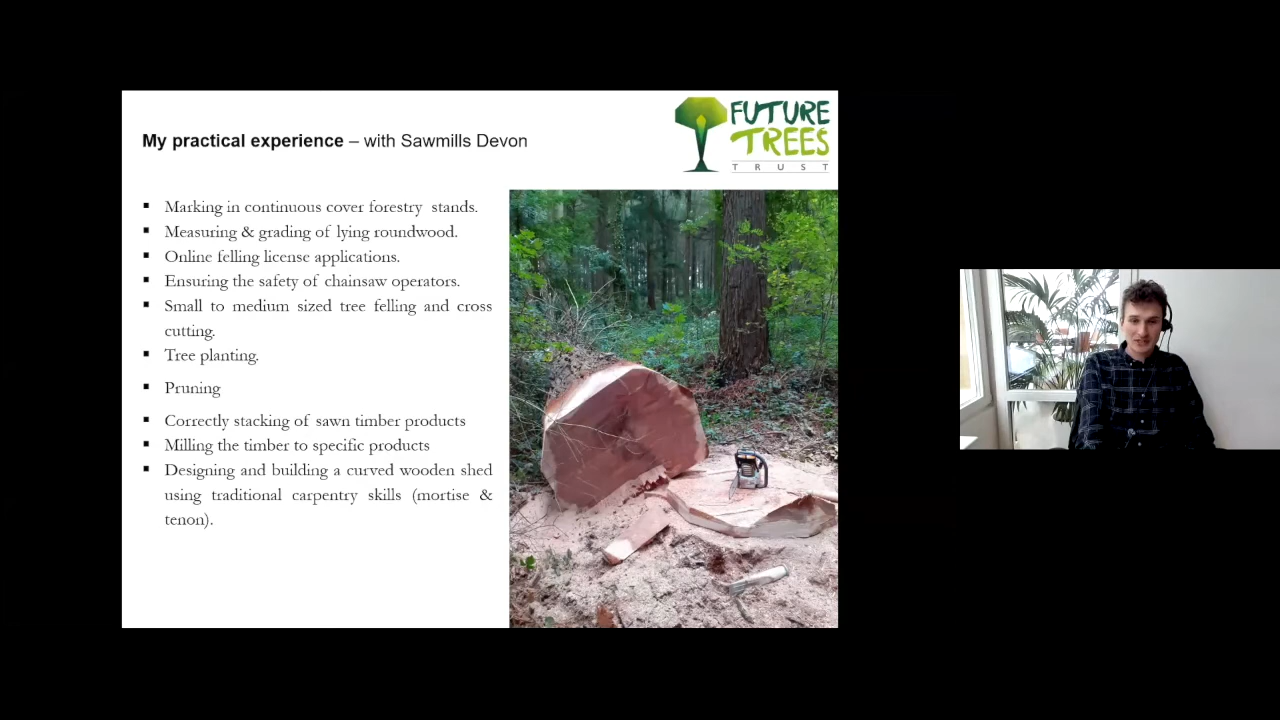 My practical experience – with Sawmills Devon
FUTURE
TREES
TRUST
▪ Marking in continuous cover forestry stands.
▪ Measuring & grading of lying roundwood.
▪ Online felling license applications.
▪ Ensuring the safety of chainsaw operators.
▪ Small to medium sized tree felling and cross
cutting.
▪ Tree planting.
▪ Pruning
▪ Correctly stacking of sawn timber products
▪ Milling the timber to specific products
▪ Designing and building a curved wooden shed
using traditional carpentry skills (mortise &
tenon).